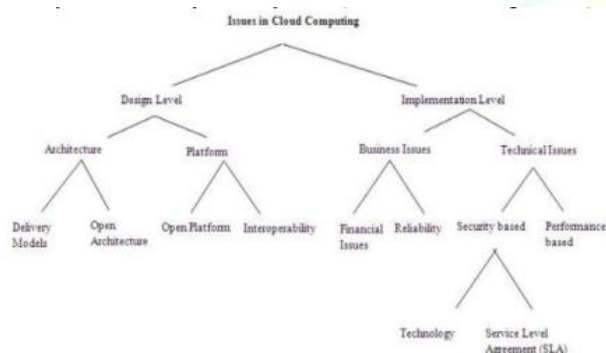 Issues in Cloud Computing
Design Level
Implementation Level
Architecture
Platform
Business Issues
Technical Issues
Delivery
Models
Open
Architecture
Open Platform
Interoperability
Financial
Issues
Reliability
Security based
Performance
based
Technology
Service Level
Agreement (SLA)